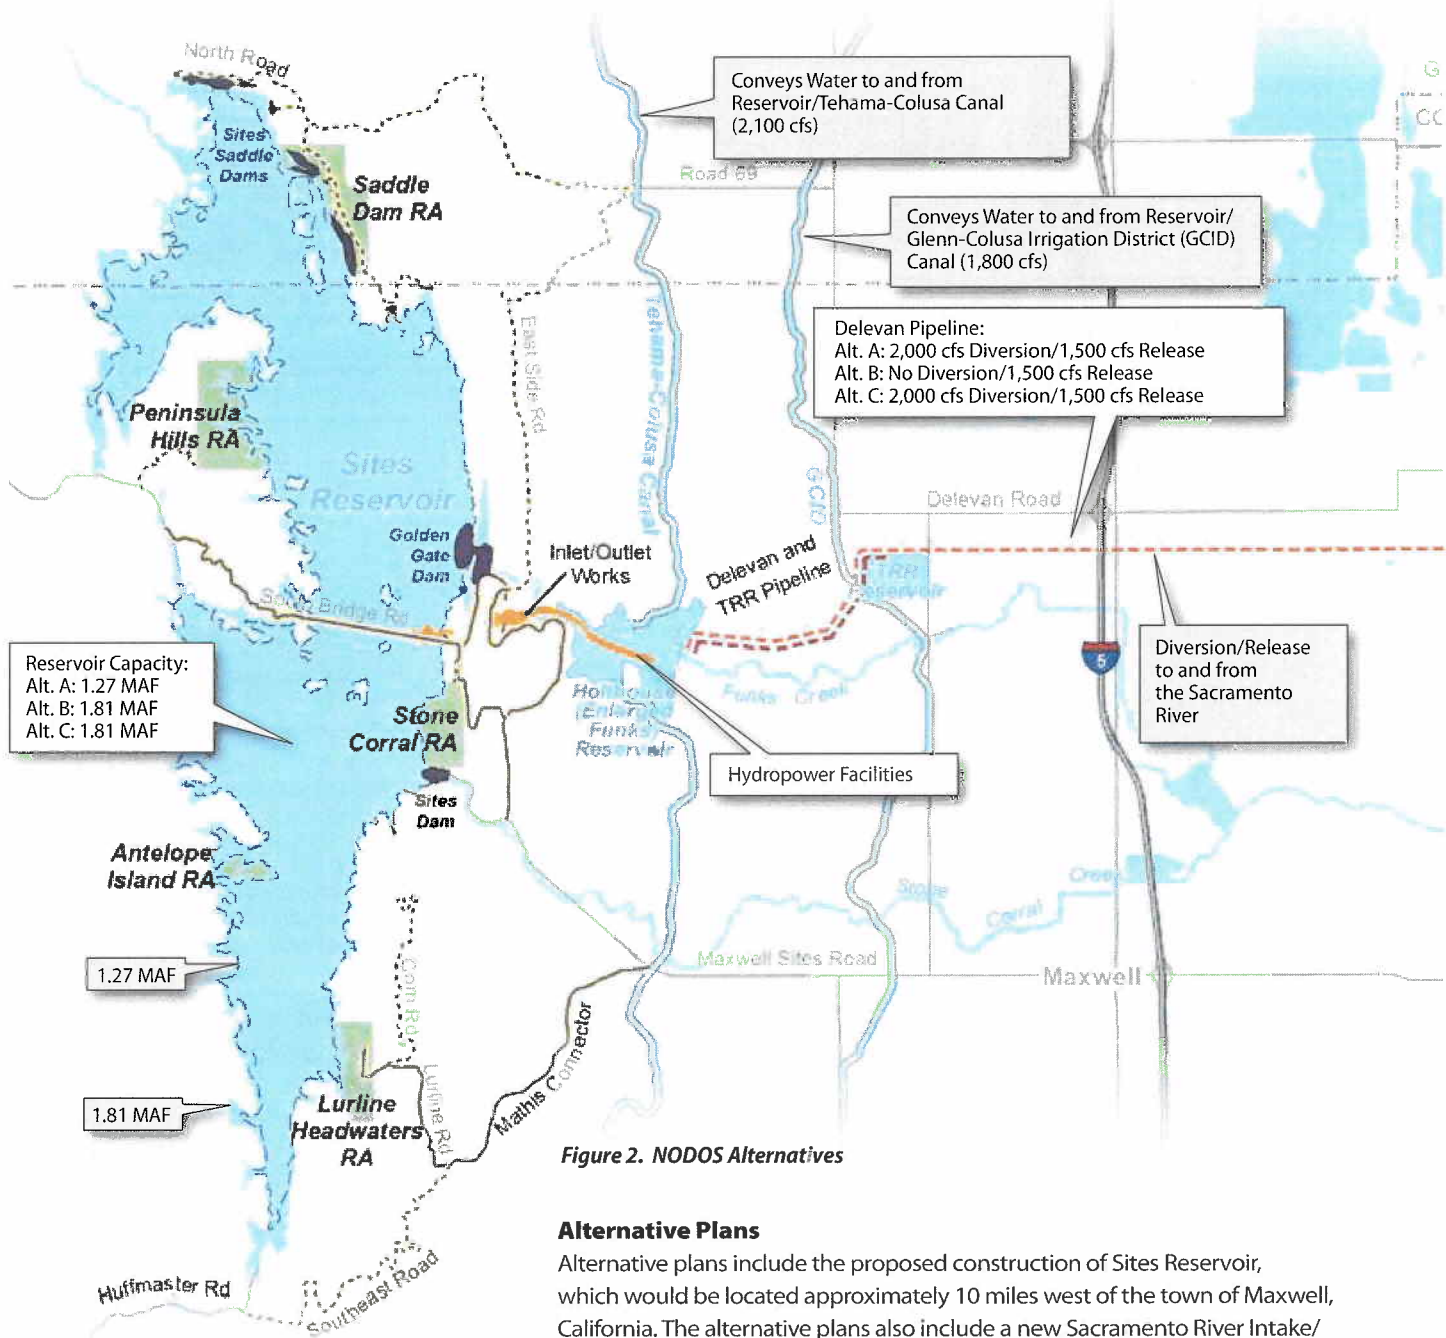 North Road
Conveys Water to and from
Reservoir/Tehama-Colusa Canal
(2,100 cfs)
Sites
Saddle
Dams
Saddle
Dam RA
Road 69
Conveys Water to and from Reservoir/
Glenn-Colusa Irrigation District (GCID)
Canal (1,800 cfs)
Delevan Pipeline:
Alt. A: 2,000 cfs Diversion/1,500 cfs Release
Alt. B: No Diversion/1,500 cfs Release
Alt. C: 2,000 cfs Diversion/1,500 cfs Release
East Side Rd
Tehama-Colusa Canal
GCID
Peninsula
Hills RA
Sites
Reservoir
Delevan Road
Golden
Gate
Dam
Inlet/Outlet
Works
Delevan and
TRR Pipeline
TRR
Reservoir
South Bridge Rd
5
Diversion/Release
to and from
the Sacramento
River
Reservoir Capacity:
Alt. A: 1.27 MAF
Alt. B: 1.81 MAF
Alt. C: 1.81 MAF
Funks Creek
Holthouse
(Enlarged
Funks)
Reservoir
Stone
Corral RA
Hydropower Facilities
Sites
Dam
Antelope
Island RA
Stone Corral Creek
Maxwell Sites Road
Maxwell
1.27 MAF
Com Rd
1.81 MAF
Lurline
Headwaters
RA
Lurline Rd
Mathis Connector
Huffmaster Rd
Southeast Road
Figure 2. NODOS Alternatives
Alternative Plans
Alternative plans include the proposed construction of Sites Reservoir,
which would be located approximately 10 miles west of the town of Maxwell,
California. The alternative plans also include a new Sacramento River Intake/